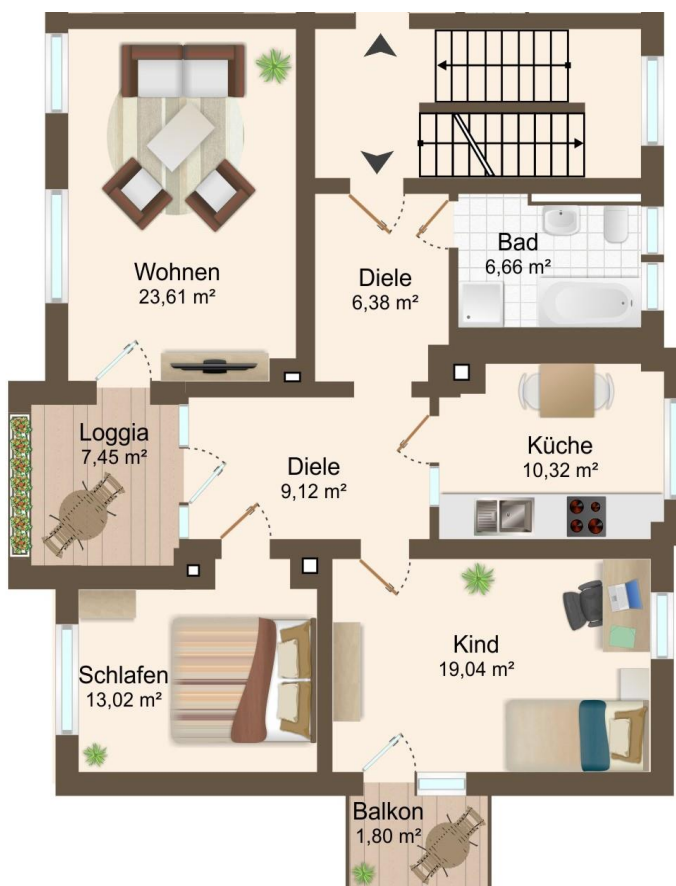 Wohnen
23,61 m²
Diele
6,38 m²
Bad
6,66 m²
Loggia
7,45 m²
Diele
9,12 m²
Küche
10,32 m²
Schlafen
13,02 m²
Kind
19,04 m²
Balkon
1,80 m²